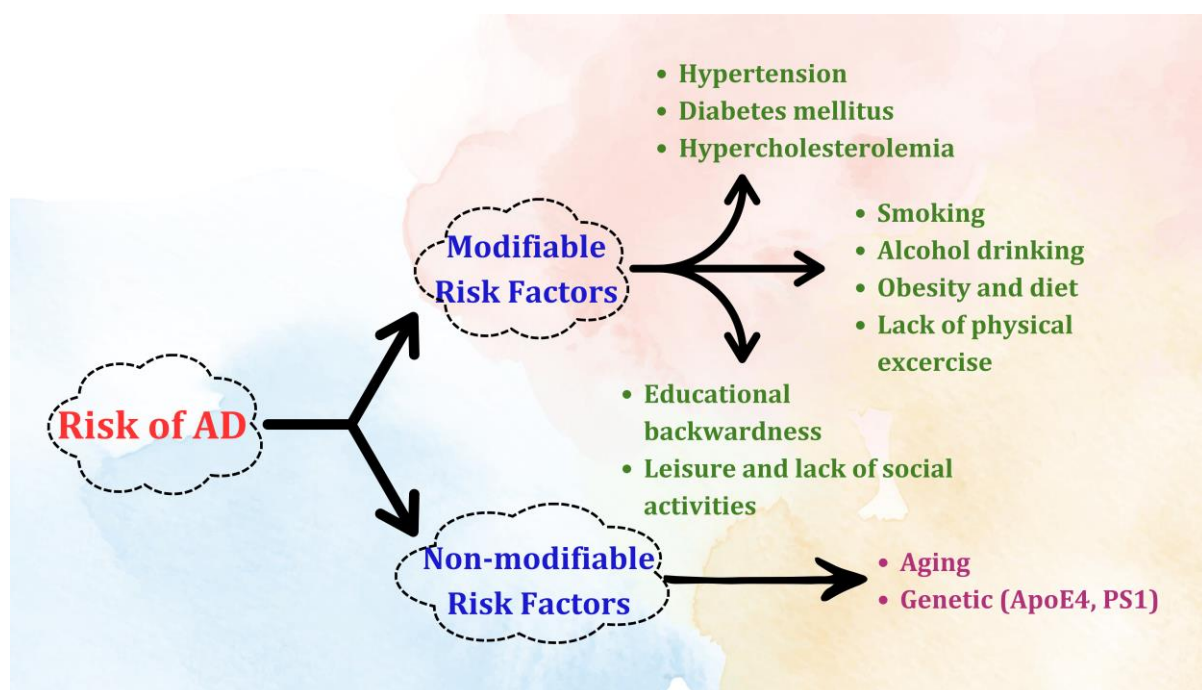 Risk of AD
Modifiable
Risk Factors
• Hypertension
• Diabetes mellitus
• Hypercholesterolemia
• Smoking
• Alcohol drinking
• Obesity and diet
• Lack of physical
excercise
• Educational
backwardness
• Leisure and lack of social
activities
Non-modifiable
Risk Factors
• Aging
• Genetic (ApoE4, PS1)